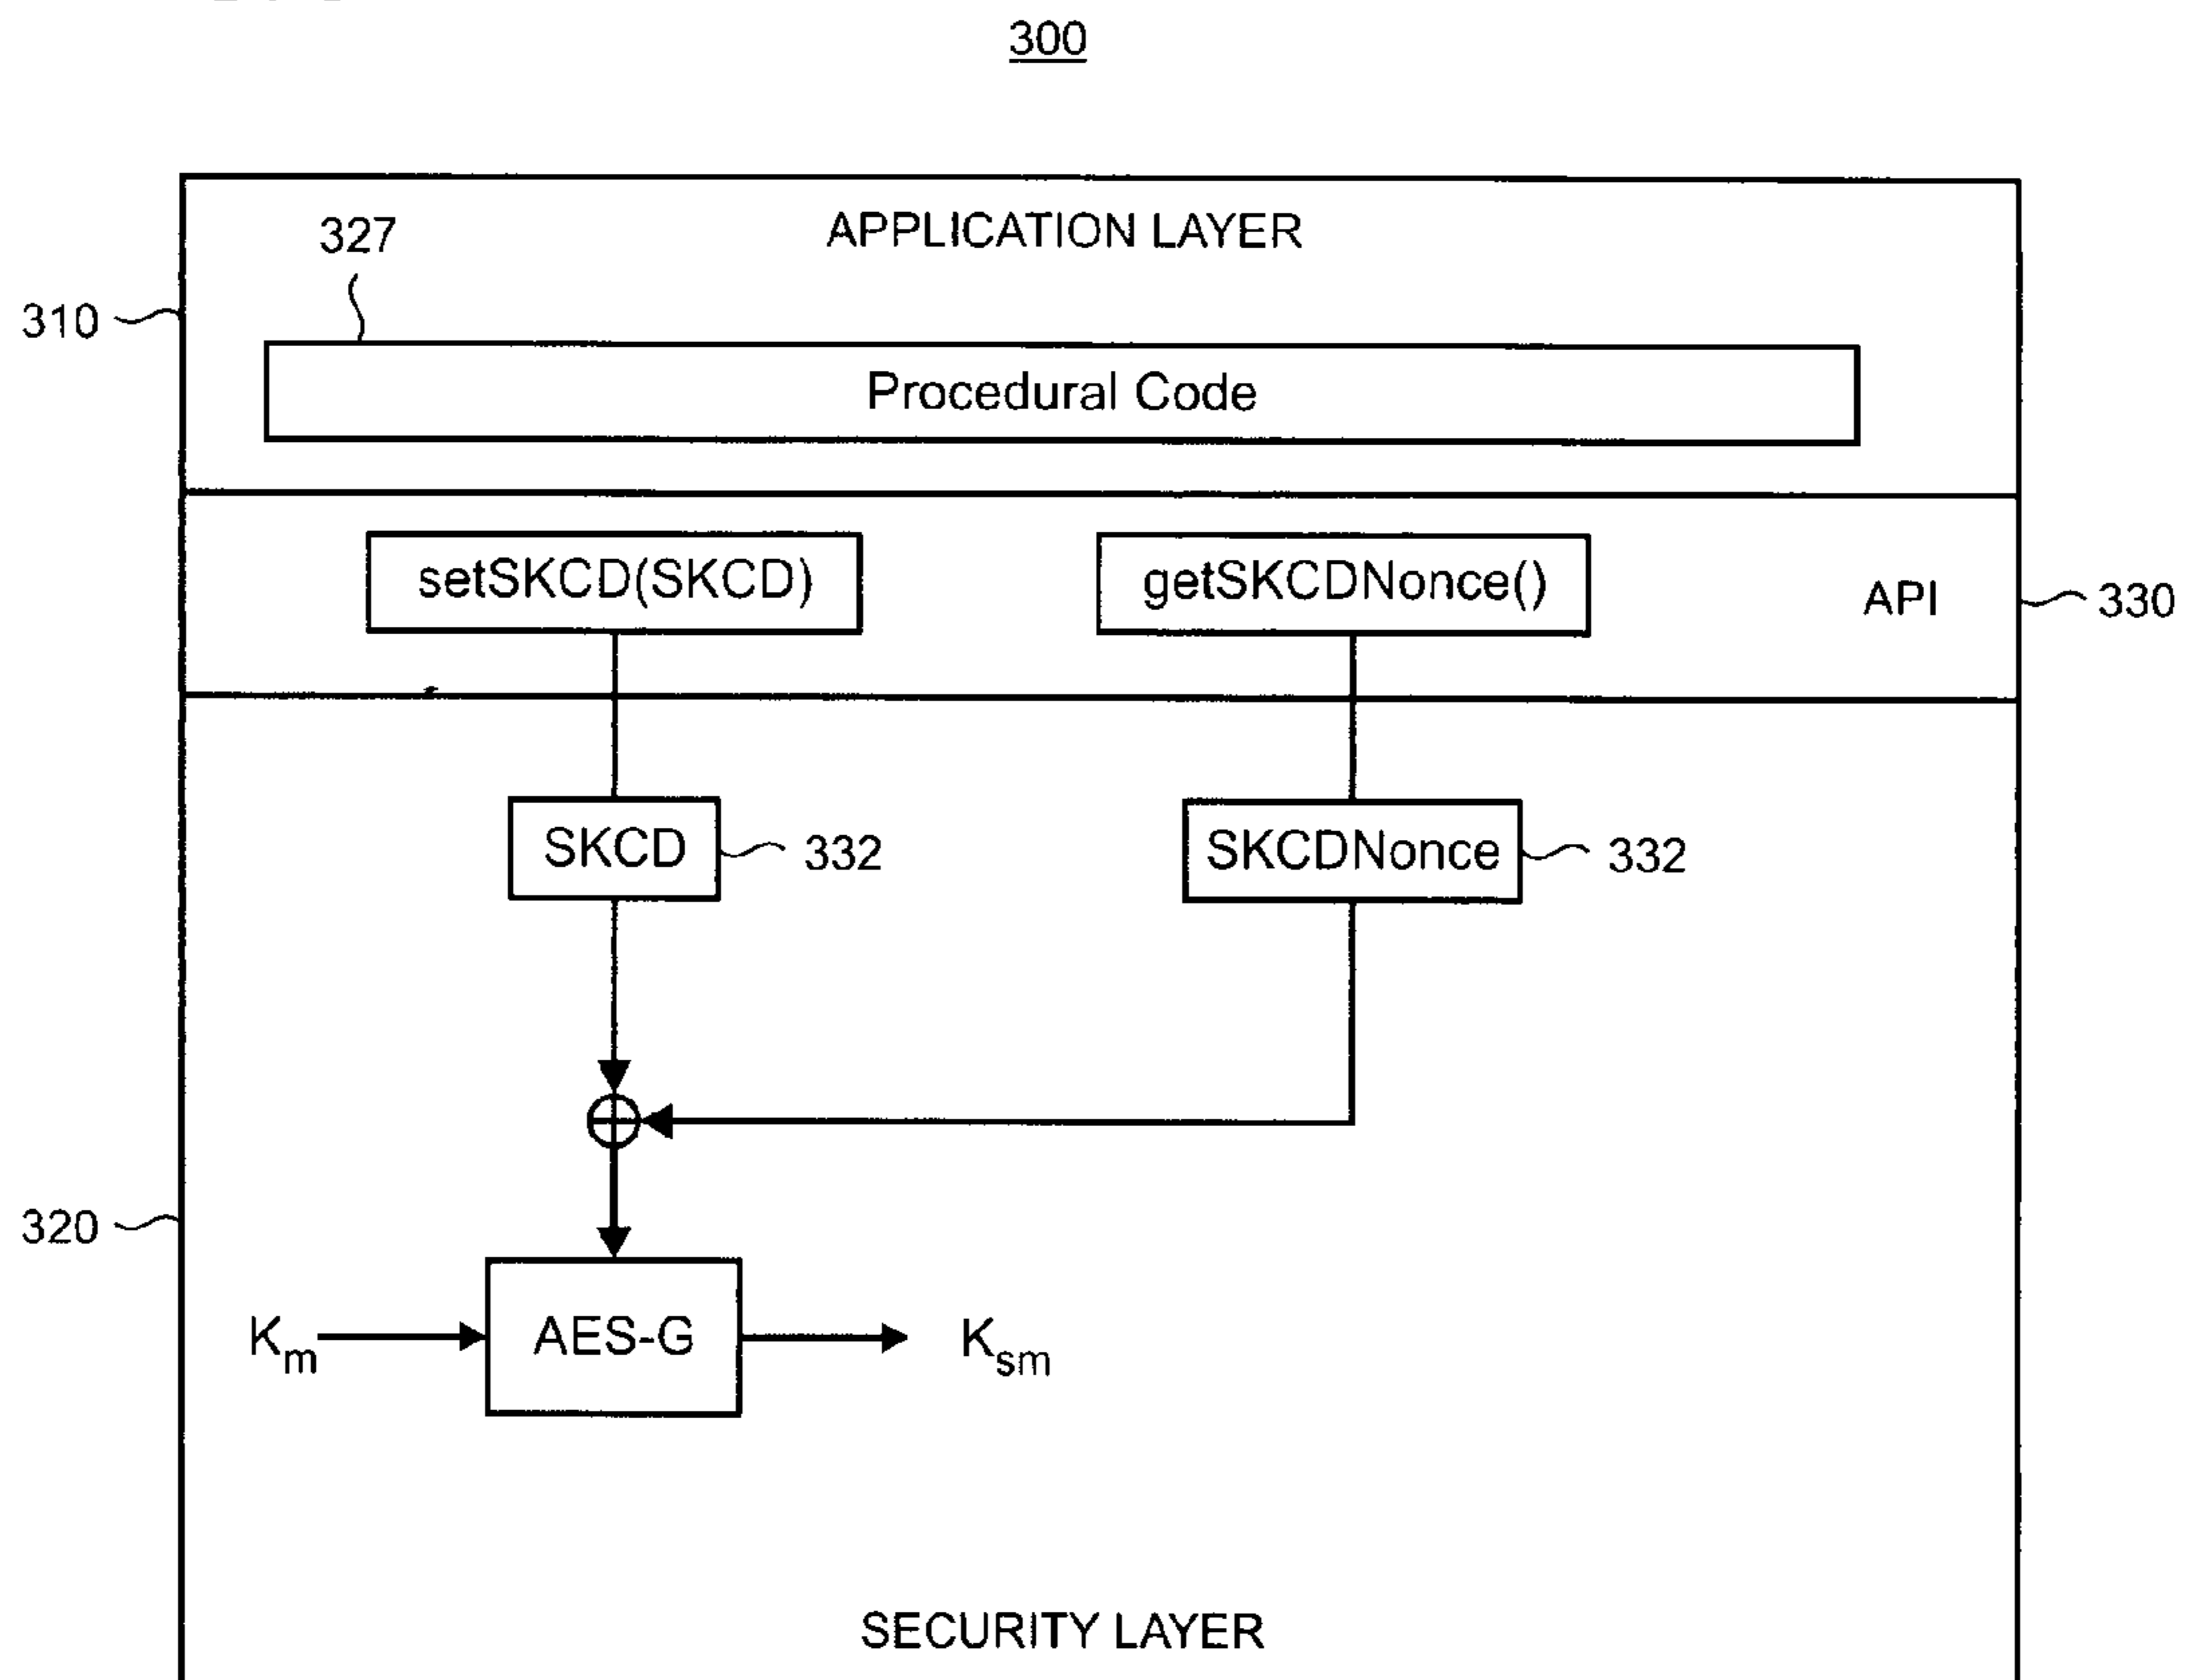 300
APPLICATION LAYER
327
310
Procedural Code
setSKCD(SKCD)
getSKCDNonce()
API
330
SKCD
332
SKCDNonce
332
320
Km
AES-G
Ksm
SECURITY LAYER